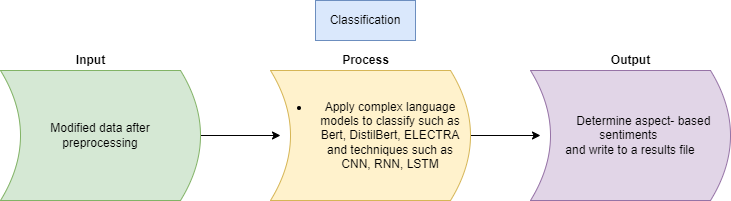 Classification
Input
Process
Output
Modified data after
preprocessing
• Apply complex language
models to classify such as
Bert, DistilBert, ELECTRA
and techniques such as
CNN, RNN, LSTM
Determine aspect- based
sentiments
and write to a results file